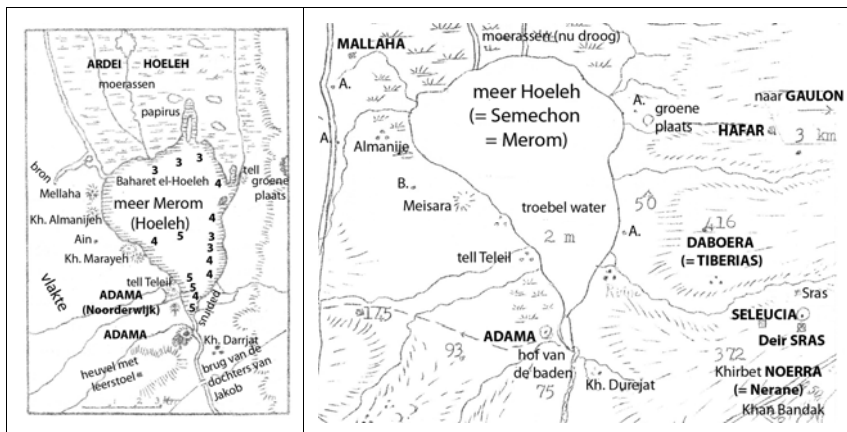 ARDEI HOELEH
moerassen
papirus
bron
3
3
3
Baharet el-Hoeleh
4
tell
groene
plaats
Mellaha
meer Merom
(Hoeleh)
Kh. Almanijeh
4
Ain
4
5
3
3
4
4
Kh. Marayeh
vlakte
tell Teleil
5
5
4
5
snijded
ADAMA
(Noorderwijk)
ADAMA
Kh. Darrjat
heuvel met
leerstoel
brug van de
dochters van
Jakob
MALLAHA
moerassen (nu droog)
A.
meer Hoeleh
(= Semechon
= Merom)
A.
groene
plaats
naar GAULON
HAFAR
3 km
A.
Almanije
B.
Meisara
troebel water
2 m
50
A.
416
DABOERA
(= TIBERIAS)
tell Teleil
Sras
SELEUCIA
Deir SRAS
175
93
ADAMA
hof van
de baden
75
Kh. Durejat
372
Khirbet NOERRA
(= Nerane)
Khan Bandak